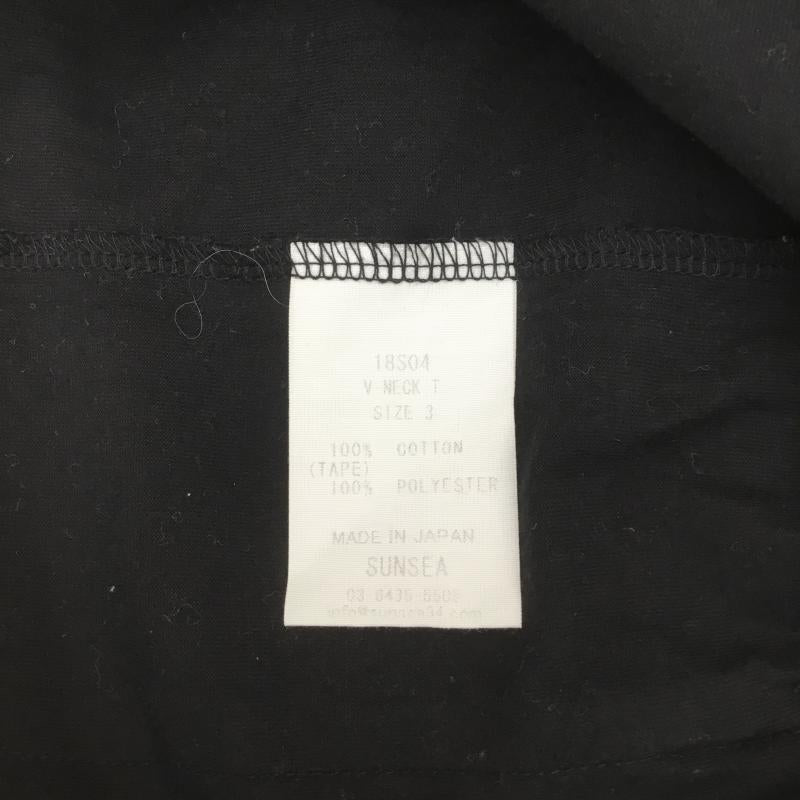 18S04
V NECK T
SIZE 3
100% COTTON
(TAPE)
100% POLYESTER
MADE IN JAPAN
SUNSEA